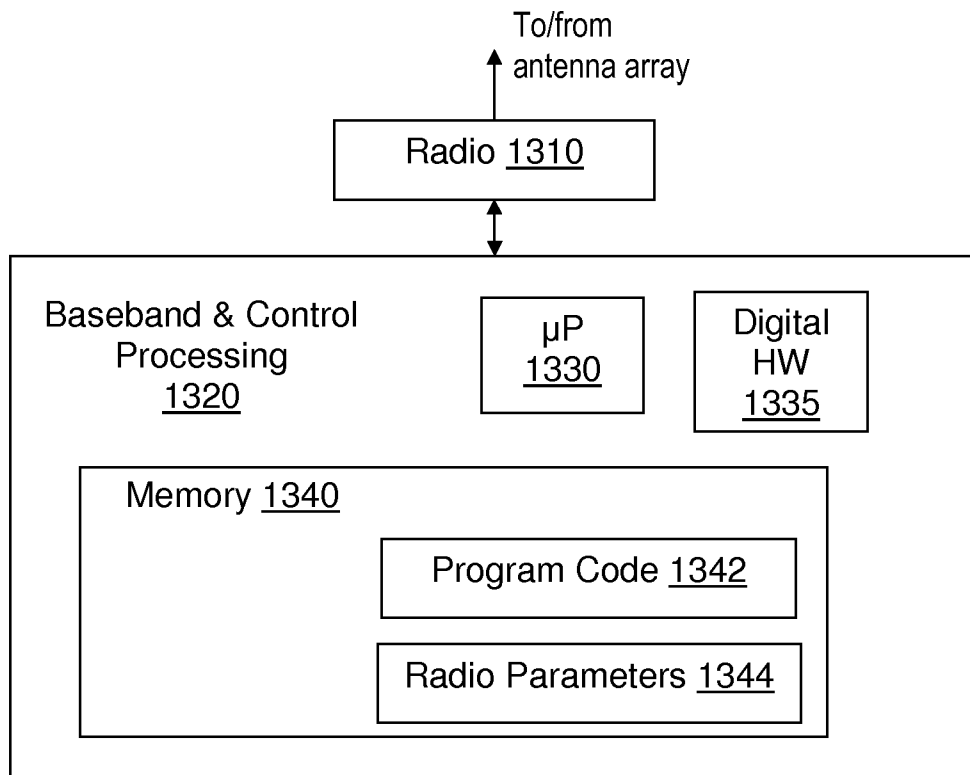 To/from
antenna array
Radio 1310
Baseband & Control
Processing
1320
µP
1330
Digital
HW
1335
Memory 1340
Program Code 1342
Radio Parameters 1344